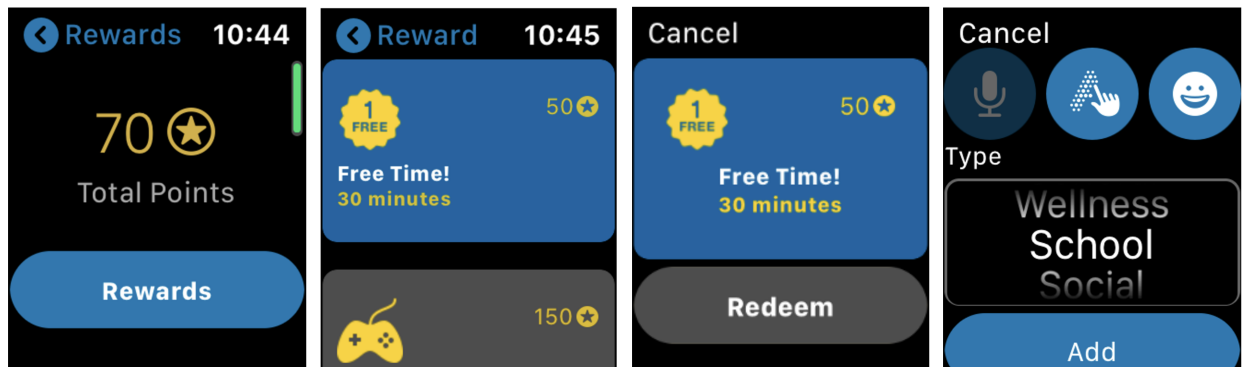 Rewards 10:44
70
Total Points
Rewards
Reward 10:45
1
FREE
50
Free Time!
30 minutes
150
Cancel
1
FREE
50
Free Time!
30 minutes
Redeem
Cancel
Type
Wellness
School
Social
Add